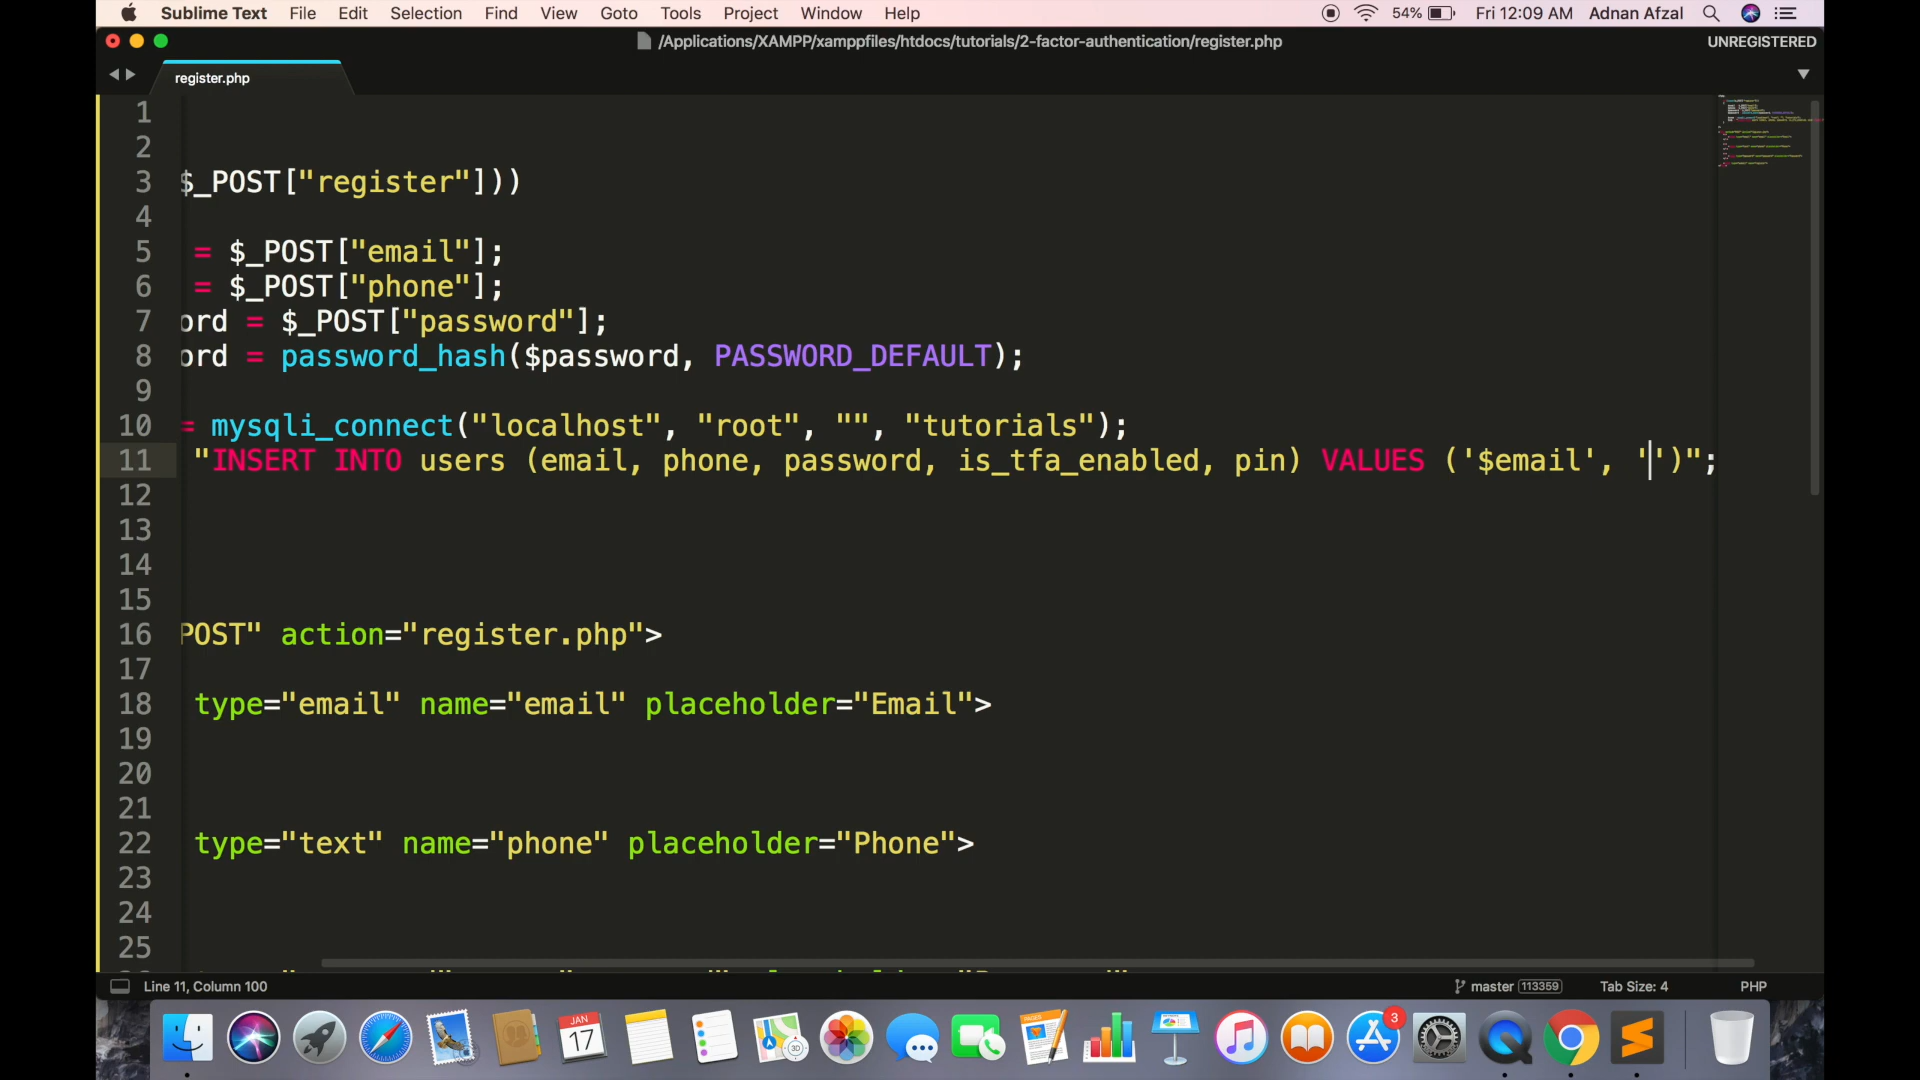 Sublime Text File Edit Selection Find View Goto Tools Project Window Help 54% Fri 12:09 AM Adnan Afzal
/Applications/XAMPP/xamppfiles/htdocs/tutorials/2-factor-authentication/register.php UNREGISTERED
register.php
1
2
3 $_POST["register"]))
4
5 = $_POST["email"];
6 = $_POST["phone"];
7 ord = $_POST["password"];
8 ord = password_hash($password, PASSWORD_DEFAULT);
9
10 = mysqli_connect("localhost", "root", "", "tutorials");
11 "INSERT INTO users (email, phone, password, is_tfa_enabled, pin) VALUES ('$email', '')";
12
13
14
15
16 POST" action="register.php">
17
18 type="email" name="email" placeholder="Email">
19
20
21
22 type="text" name="phone" placeholder="Phone">
23
24
25
Line 11, Column 100 master 113359 Tab Size: 4 PHP
JAN
17
3